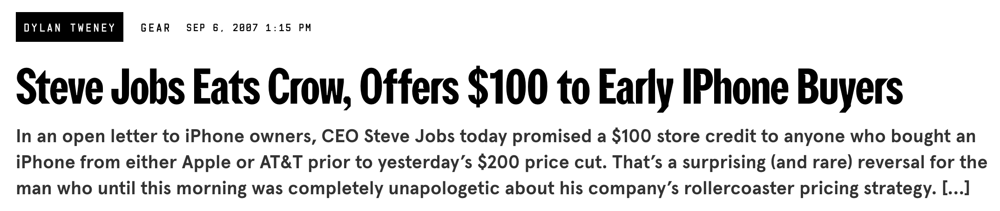 DYLAN TWENEY GEAR SEP 6, 2007 1:15 PM
Steve Jobs Eats Crow, Offers $100 to Early IPhone Buyers
In an open letter to iPhone owners, CEO Steve Jobs today promised a $100 store credit to anyone who bought an
iPhone from either Apple or AT&T prior to yesterday’s $200 price cut. That’s a surprising (and rare) reversal for the
man who until this morning was completely unapologetic about his company’s rollercoaster pricing strategy. [...]